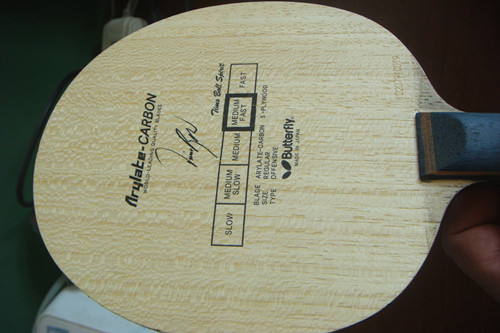 Arylate-CARBON
WORLD-LEADING QUALITY BLADES
Timo Boll Spirit
SLOW MEDIUM SLOW MEDIUM MEDIUM FAST FAST
BLADE ARYLATE-CARBON 5-PLYWOOD
SIZE REGULAR
TYPE OFFENSIVE
Butterfly
MADE IN JAPAN